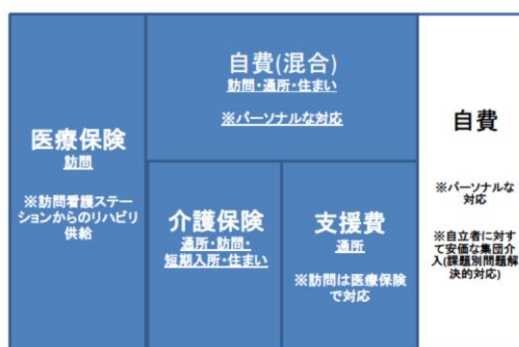 医療保険
訪問
※訪問看護ステー
ションからのリハビリ
供給
自費(混合)
訪問・通所・住まい
※パーソナルな対応
介護保険
通所・訪問・
短期入所・住まい
支援費
通所
※訪問は医療保険
で対応
自費
※パーソナルな
対応
※自立者に対す
て安価な集団介
入(課題別問題解
決的対応)